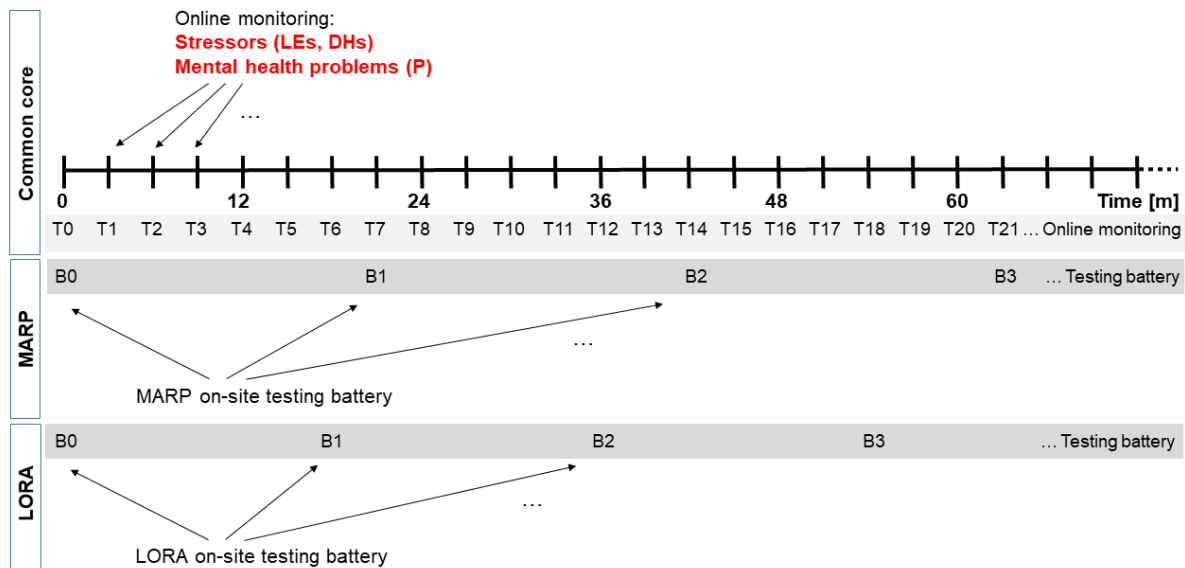 Online monitoring:
Stressors (LEs, DHs)
Mental health problems (P)
…
Common core
0 12 24 36 48 60 Time [m]
T0 T1 T2 T3 T4 T5 T6 T7 T8 T9 T10 T11 T12 T13 T14 T15 T16 T17 T18 T19 T20 T21 … Online monitoring
MARP
B0 B1 B2 B3 … Testing battery
…
MARP on-site testing battery
LORA
B0 B1 B2 B3 … Testing battery
…
LORA on-site testing battery